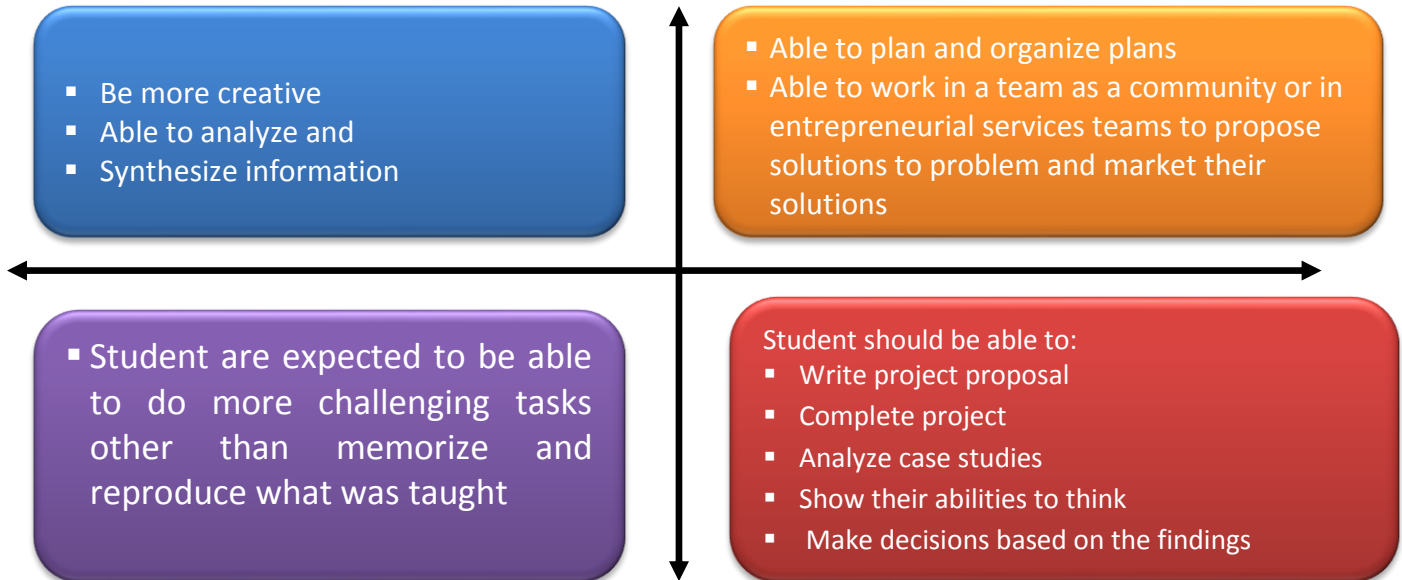 ▪ Be more creative
▪ Able to analyze and
▪ Synthesize information
▪ Able to plan and organize plans
▪ Able to work in a team as a community or in
entrepreneurial services teams to propose
solutions to problem and market their
solutions
▪ Student are expected to be able
to do more challenging tasks
other than memorize and
reproduce what was taught
Student should be able to:
▪ Write project proposal
▪ Complete project
▪ Analyze case studies
▪ Show their abilities to think
▪ Make decisions based on the findings